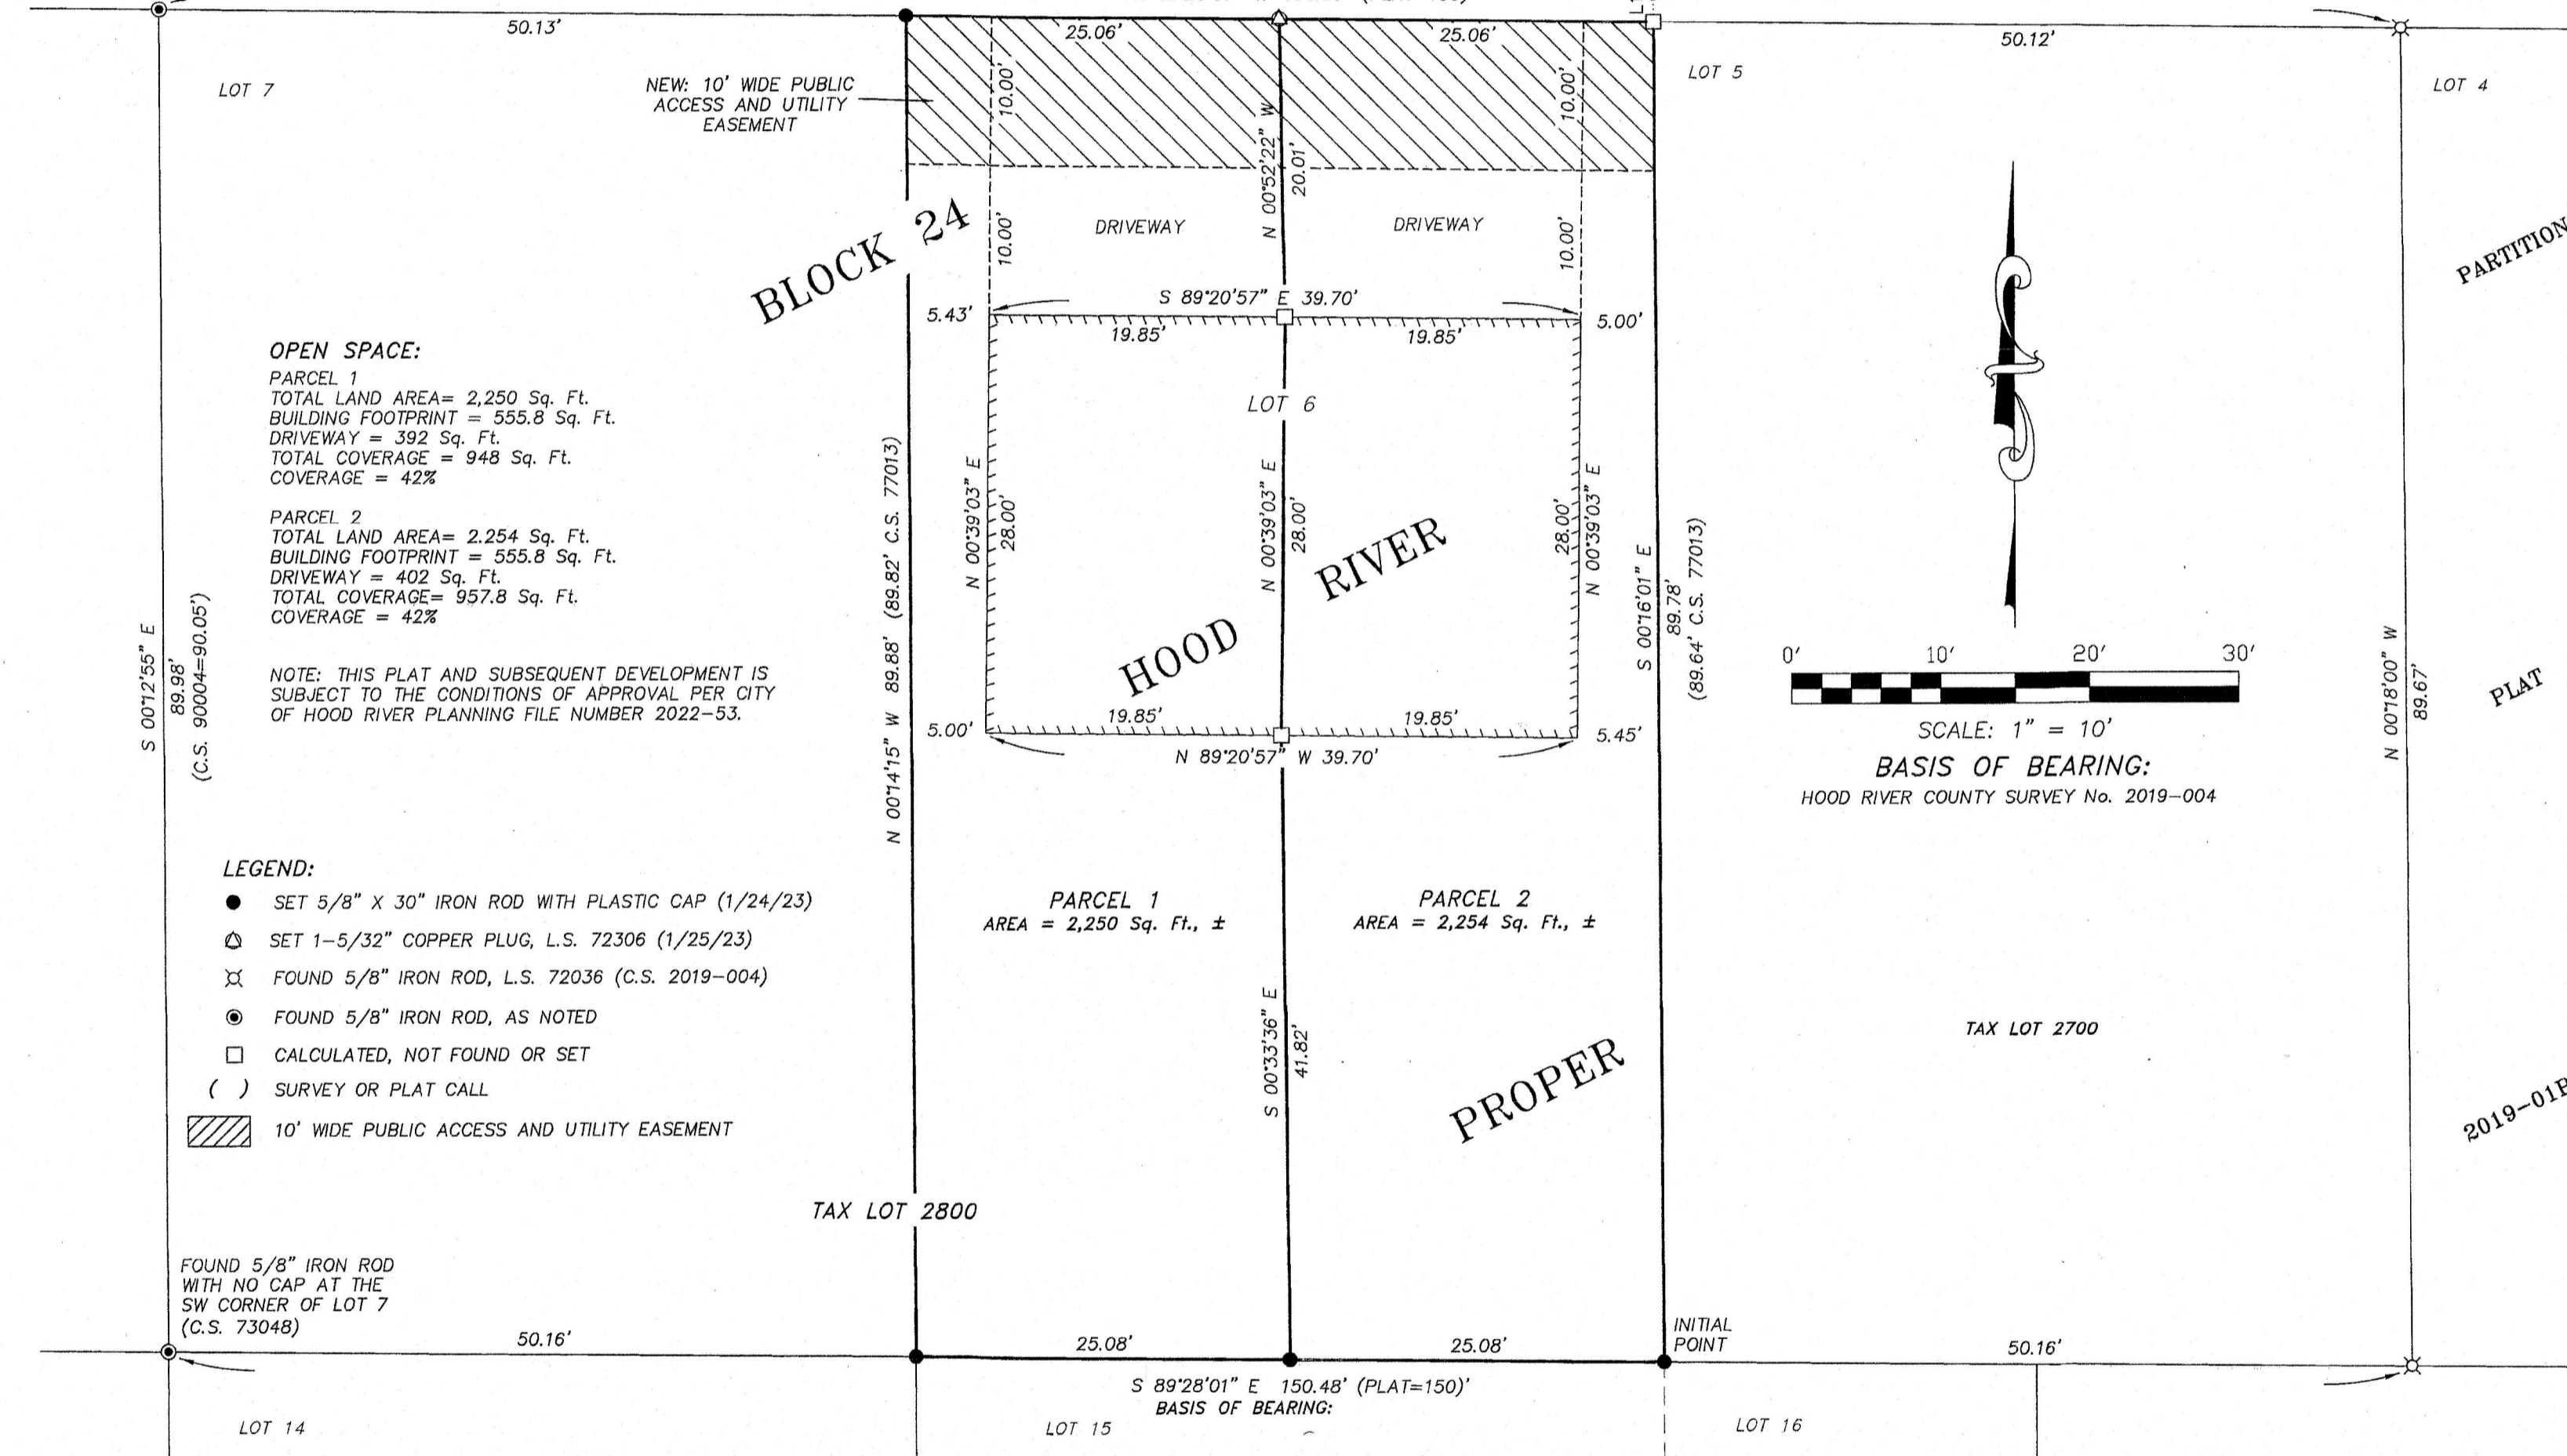 50.13'
25.06'
25.06'
50.12'
LOT 7
NEW: 10' WIDE PUBLIC
ACCESS AND UTILITY
EASEMENT
10.00'
N 00°52'22" W
20.01'
10.00'
LOT 5
LOT 4
BLOCK 24
10.00'
DRIVEWAY
DRIVEWAY
10.00'
PARTITION
S 89°20'57" E 39.70'
5.43'
19.85'
19.85'
5.00'
OPEN SPACE:
PARCEL 1
TOTAL LAND AREA= 2,250 Sq. Ft.
BUILDING FOOTPRINT = 555.8 Sq. Ft.
DRIVEWAY = 392 Sq. Ft.
TOTAL COVERAGE = 948 Sq. Ft.
COVERAGE = 42%
PARCEL 2
TOTAL LAND AREA= 2.254 Sq. Ft.
BUILDING FOOTPRINT = 555.8 Sq. Ft.
DRIVEWAY = 402 Sq. Ft.
TOTAL COVERAGE= 957.8 Sq. Ft.
COVERAGE = 42%
NOTE: THIS PLAT AND SUBSEQUENT DEVELOPMENT IS
SUBJECT TO THE CONDITIONS OF APPROVAL PER CITY
OF HOOD RIVER PLANNING FILE NUMBER 2022-53.
S 00°12'55" E
89.98'
(C.S. 90004=90.05')
N 00°14'15" W 89.88' (89.82' C.S. 77013)
LOT 6
N 00°39'03" E
28.00'
N 00°39'03" E
28.00'
28.00'
N 00°39'03" E
HOOD RIVER
S 00°16'01" E
89.78'
(89.64' C.S. 77013)
5.00'
19.85'
19.85'
5.45'
N 89°20'57" W 39.70'
0' 10' 20' 30'
SCALE: 1" = 10'
BASIS OF BEARING:
HOOD RIVER COUNTY SURVEY No. 2019-004
N 00°18'00" W
89.67'
PLAT
LEGEND:
SET 5/8" X 30" IRON ROD WITH PLASTIC CAP (1/24/23)
SET 1-5/32" COPPER PLUG, L.S. 72306 (1/25/23)
FOUND 5/8" IRON ROD, L.S. 72036 (C.S. 2019-004)
FOUND 5/8" IRON ROD, AS NOTED
CALCULATED, NOT FOUND OR SET
( ) SURVEY OR PLAT CALL
10' WIDE PUBLIC ACCESS AND UTILITY EASEMENT
PARCEL 1
AREA = 2,250 Sq. Ft., ±
PARCEL 2
AREA = 2,254 Sq. Ft., ±
S 00°33'36" E
41.82'
PROPER
TAX LOT 2700
TAX LOT 2800
FOUND 5/8" IRON ROD
WITH NO CAP AT THE
SW CORNER OF LOT 7
(C.S. 73048)
50.16'
25.08'
25.08'
INITIAL
POINT
50.16'
S 89°28'01" E 150.48' (PLAT=150)'
BASIS OF BEARING:
LOT 14
LOT 15
LOT 16